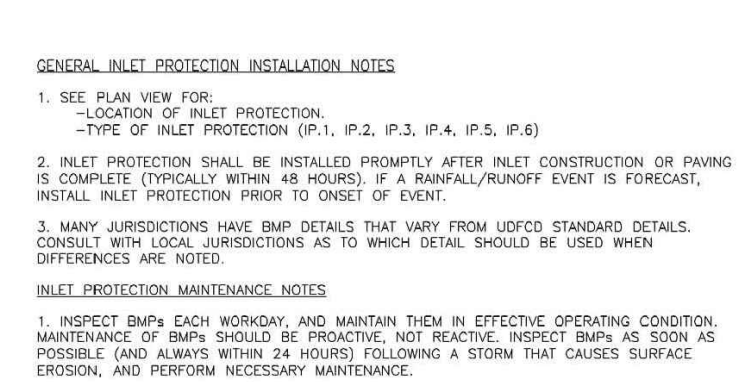 GENERAL INLET PROTECTION INSTALLATION NOTES
1. SEE PLAN VIEW FOR:
-LOCATION OF INLET PROTECTION.
-TYPE OF INLET PROTECTION (IP.1, IP.2, IP.3, IP.4, IP.5, IP.6)
2. INLET PROTECTION SHALL BE INSTALLED PROMPTLY AFTER INLET CONSTRUCTION OR PAVING
IS COMPLETE (TYPICALLY WITHIN 48 HOURS). IF A RAINFALL/RUNOFF EVENT IS FORECAST,
INSTALL INLET PROTECTION PRIOR TO ONSET OF EVENT.
3. MANY JURISDICTIONS HAVE BMP DETAILS THAT VARY FROM UDFCD STANDARD DETAILS.
CONSULT WITH LOCAL JURISDICTIONS AS TO WHICH DETAIL SHOULD BE USED WHEN
DIFFERENCES ARE NOTED.
INLET PROTECTION MAINTENANCE NOTES
1. INSPECT BMPs EACH WORKDAY, AND MAINTAIN THEM IN EFFECTIVE OPERATING CONDITION.
MAINTENANCE OF BMPs SHOULD BE PROACTIVE, NOT REACTIVE. INSPECT BMPs AS SOON AS
POSSIBLE (AND ALWAYS WITHIN 24 HOURS) FOLLOWING A STORM THAT CAUSES SURFACE
EROSION, AND PERFORM NECESSARY MAINTENANCE.